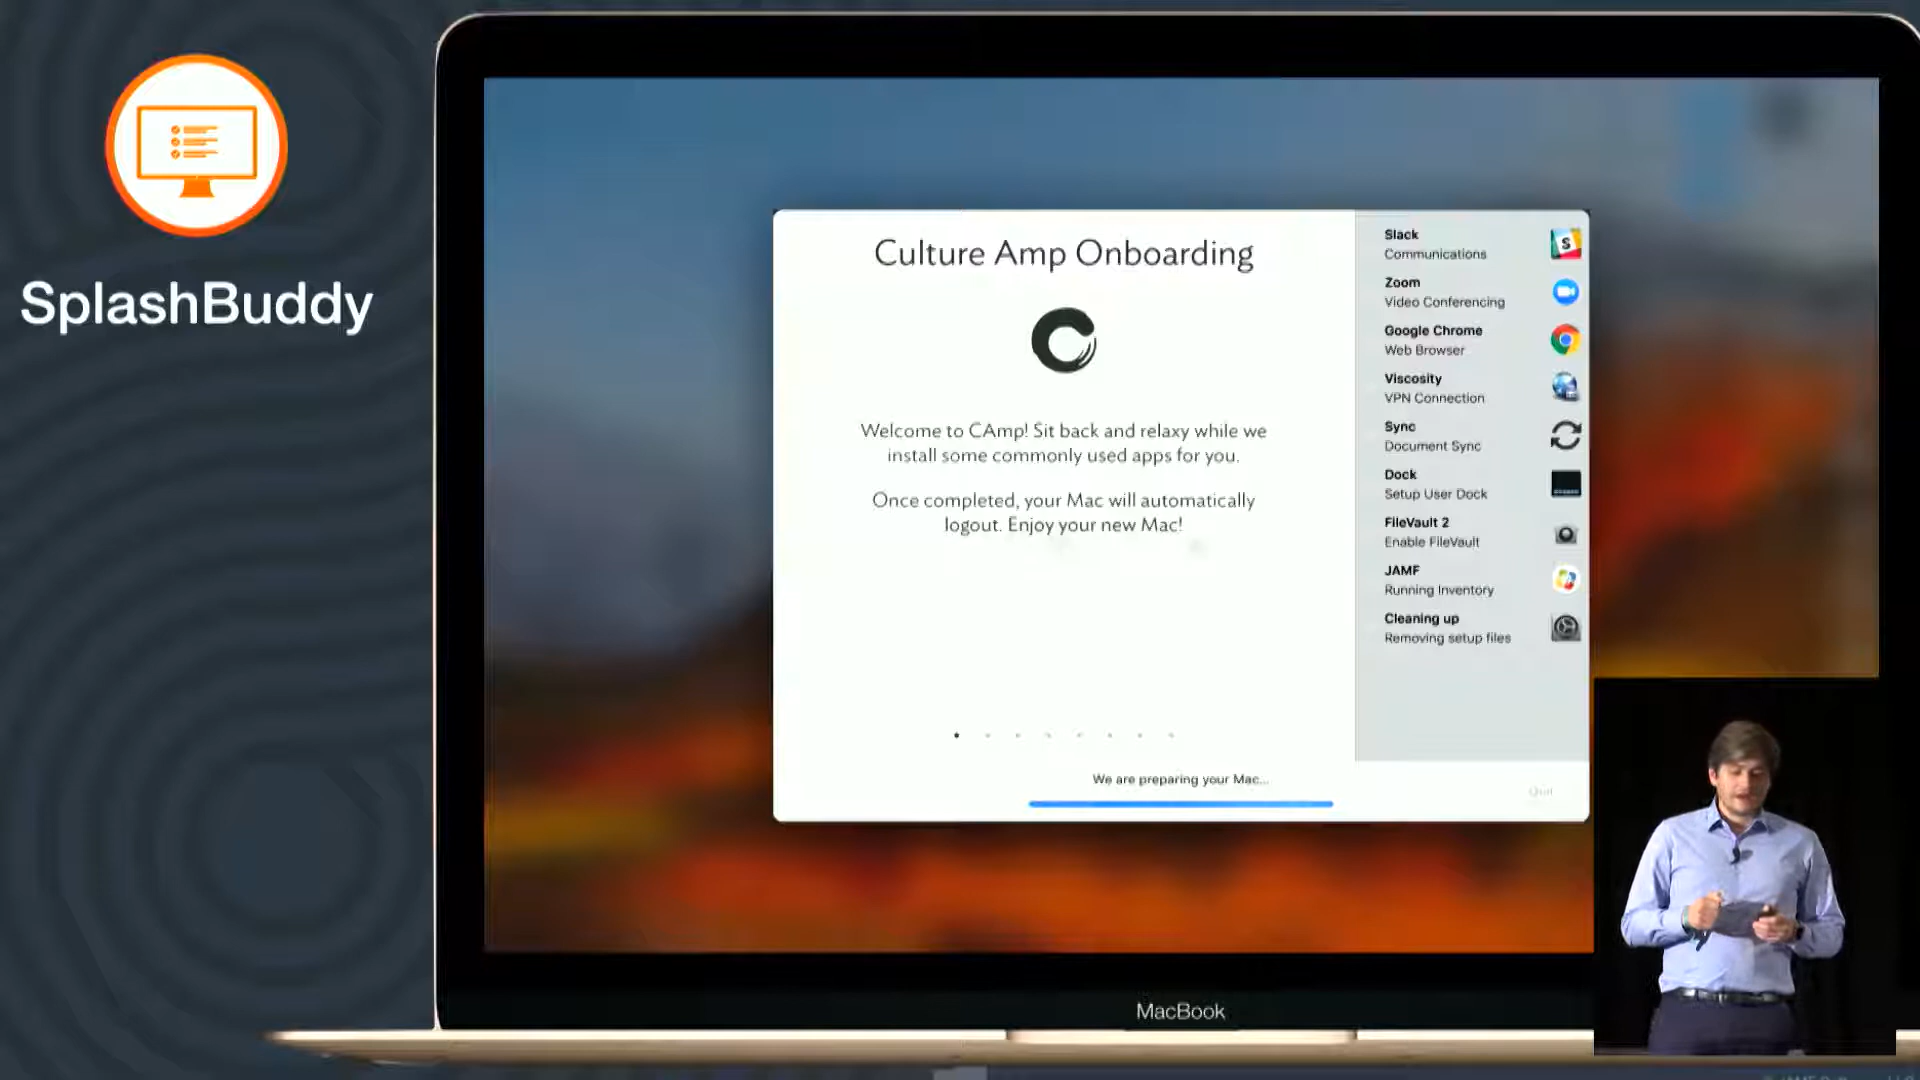 SplashBuddy
Culture Amp Onboarding
Welcome to CAmp! Sit back and relaxy while we
install some commonly used apps for you.
Once completed, your Mac will automatically
logout. Enjoy your new Mac!
We are preparing your Mac...
Slack
Communications
Zoom
Video Conferencing
Google Chrome
Web Browser
Viscosity
VPN Connection
Sync
Document Sync
Dock
Setup User Dock
FileVault 2
Enable FileVault
JAMF
Running Inventory
Cleaning up
Removing setup files
Quit
MacBook